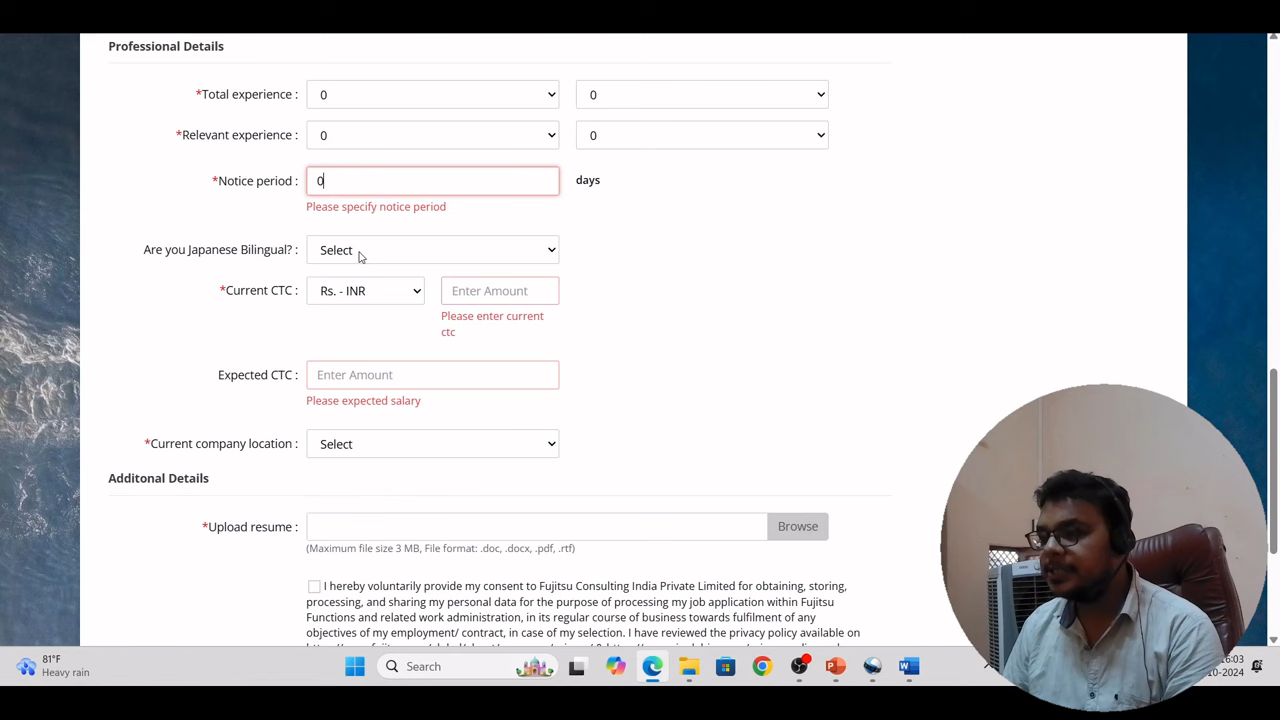 Professional Details
*Total experience : 0 0
*Relevant experience : 0 0
*Notice period : 0 days
Please specify notice period
Are you Japanese Bilingual? : Select
*Current CTC : Rs. - INR Enter Amount
Please enter current
ctc
Expected CTC : Enter Amount
Please expected salary
*Current company location : Select
Additonal Details
*Upload resume : Browse
(Maximum file size 3 MB, File format: .doc, .docx, .pdf, .rtf)
I hereby voluntarily provide my consent to Fujitsu Consulting India Private Limited for obtaining, storing,
processing, and sharing my personal data for the purpose of processing my job application within Fujitsu
Functions and related work administration, in its regular course of business towards fulfilment of any
objectives of my employment/ contract, in case of my selection. I have reviewed the privacy policy available on
81°F
Heavy rain
Search
16:03
-10-2024